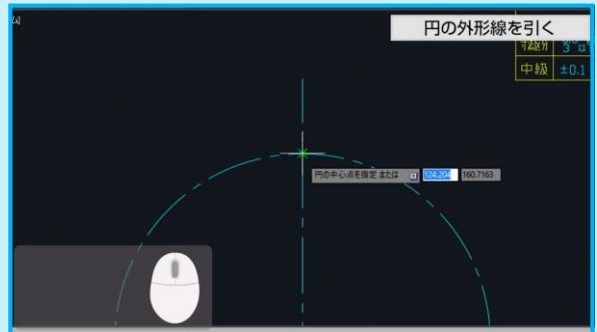 円の外形線を引く
中級 ±0.1
円の中心点を指定 または 124.204 160.7163